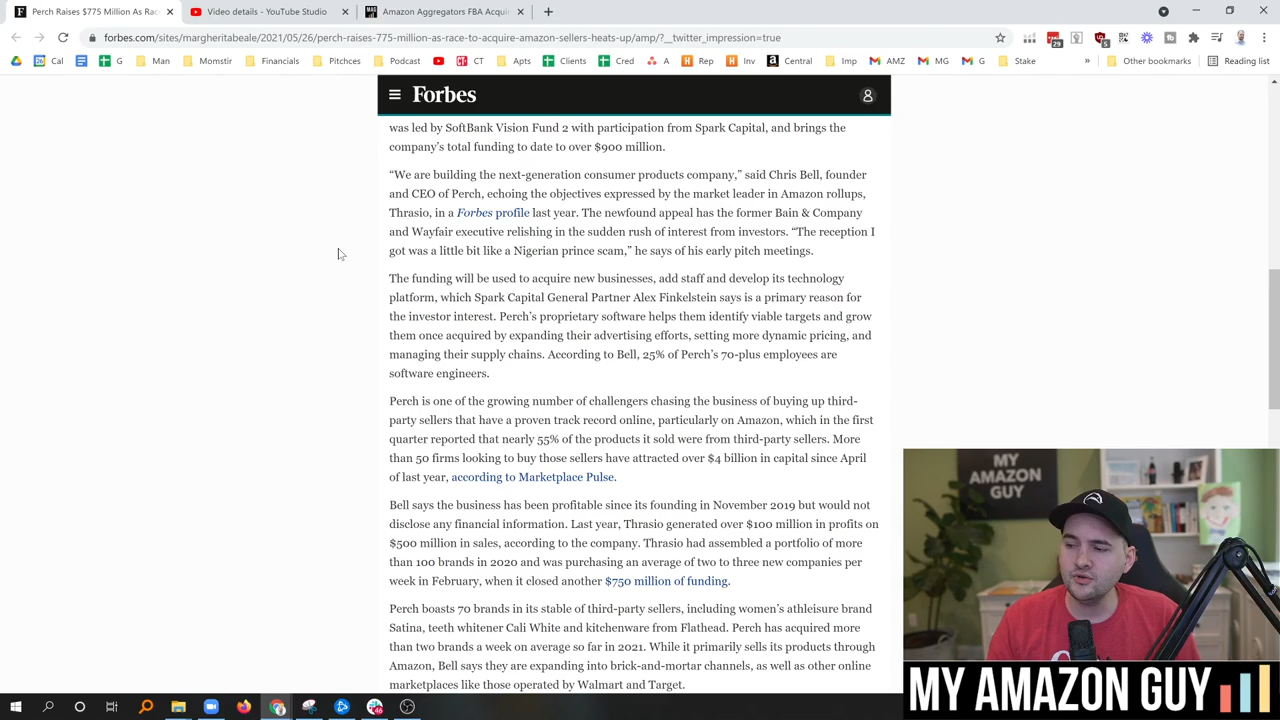 Perch Raises $775 Million As Rac
Video details - YouTube Studio
Amazon Aggregators FBA Acqui
forbes.com/sites/margheritabeale/2021/05/26/perch-raises-775-million-as-race-to-acquire-amazon-sellers-heats-up/amp/?__twitter_impression=true
Cal G Man Momstir Financials Pitchces Podcast CT Apts Clients Cred A Rep Inv Central Imp AMZ MG G Stake » Other bookmarks Reading list
Forbes
was led by SoftBank Vision Fund 2 with participation from Spark Capital, and brings the
company's total funding to date to over $900 million.
“We are building the next-generation consumer products company,” said Chris Bell, founder
and CEO of Perch, echoing the objectives expressed by the market leader in Amazon rollups,
Thrasio, in a Forbes profile last year. The newfound appeal has the former Bain & Company
and Wayfair executive relishing in the sudden rush of interest from investors. “The reception I
got was a little bit like a Nigerian prince scam,” he says of his early pitch meetings.
The funding will be used to acquire new businesses, add staff and develop its technology
platform, which Spark Capital General Partner Alex Finkelstein says is a primary reason for
the investor interest. Perch's proprietary software helps them identify viable targets and grow
them once acquired by expanding their advertising efforts, setting more dynamic pricing, and
managing their supply chains. According to Bell, 25% of Perch's 70-plus employees are
software engineers.
Perch is one of the growing number of challengers chasing the business of buying up third-
party sellers that have a proven track record online, particularly on Amazon, which in the first
quarter reported that nearly 55% of the products it sold were from third-party sellers. More
than 50 firms looking to buy those sellers have attracted over $4 billion in capital since April
of last year, according to Marketplace Pulse.
Bell says the business has been profitable since its founding in November 2019 but would not
disclose any financial information. Last year, Thrasio generated over $100 million in profits on
$500 million in sales, according to the company. Thrasio had assembled a portfolio of more
than 100 brands in 2020 and was purchasing an average of two to three new companies per
week in February, when it closed another $750 million of funding.
Perch boasts 70 brands in its stable of third-party sellers, including women's athleisure brand
Satina, teeth whitener Cali White and kitchenware from Flathead. Perch has acquired more
than two brands a week on average so far in 2021. While it primarily sells its products through
Amazon, Bell says they are expanding into brick-and-mortar channels, as well as other online
marketplaces like those operated by Walmart and Target.
MY
AMAZON
GUY
MY AMAZON GUY